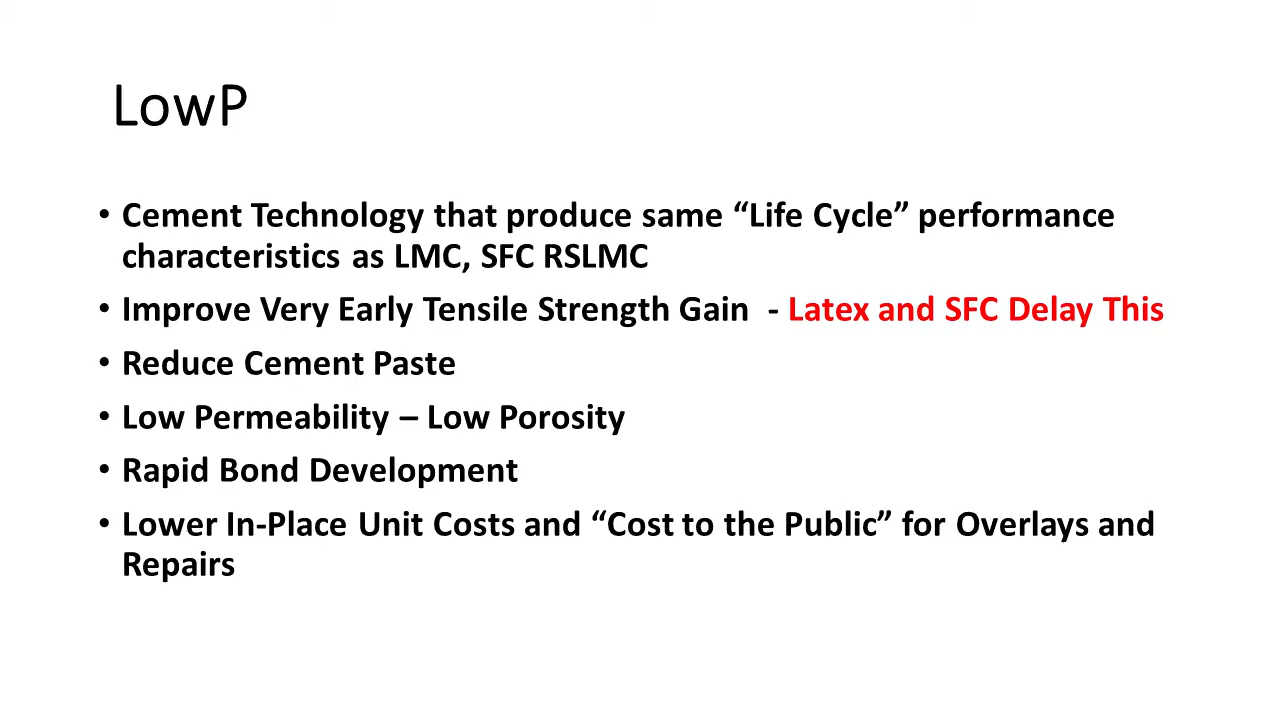 LowP
• Cement Technology that produce same “Life Cycle” performance
characteristics as LMC, SFC RSLMC
• Improve Very Early Tensile Strength Gain  - Latex and SFC Delay This
• Reduce Cement Paste
• Low Permeability – Low Porosity
• Rapid Bond Development
• Lower In-Place Unit Costs and “Cost to the Public” for Overlays and
Repairs